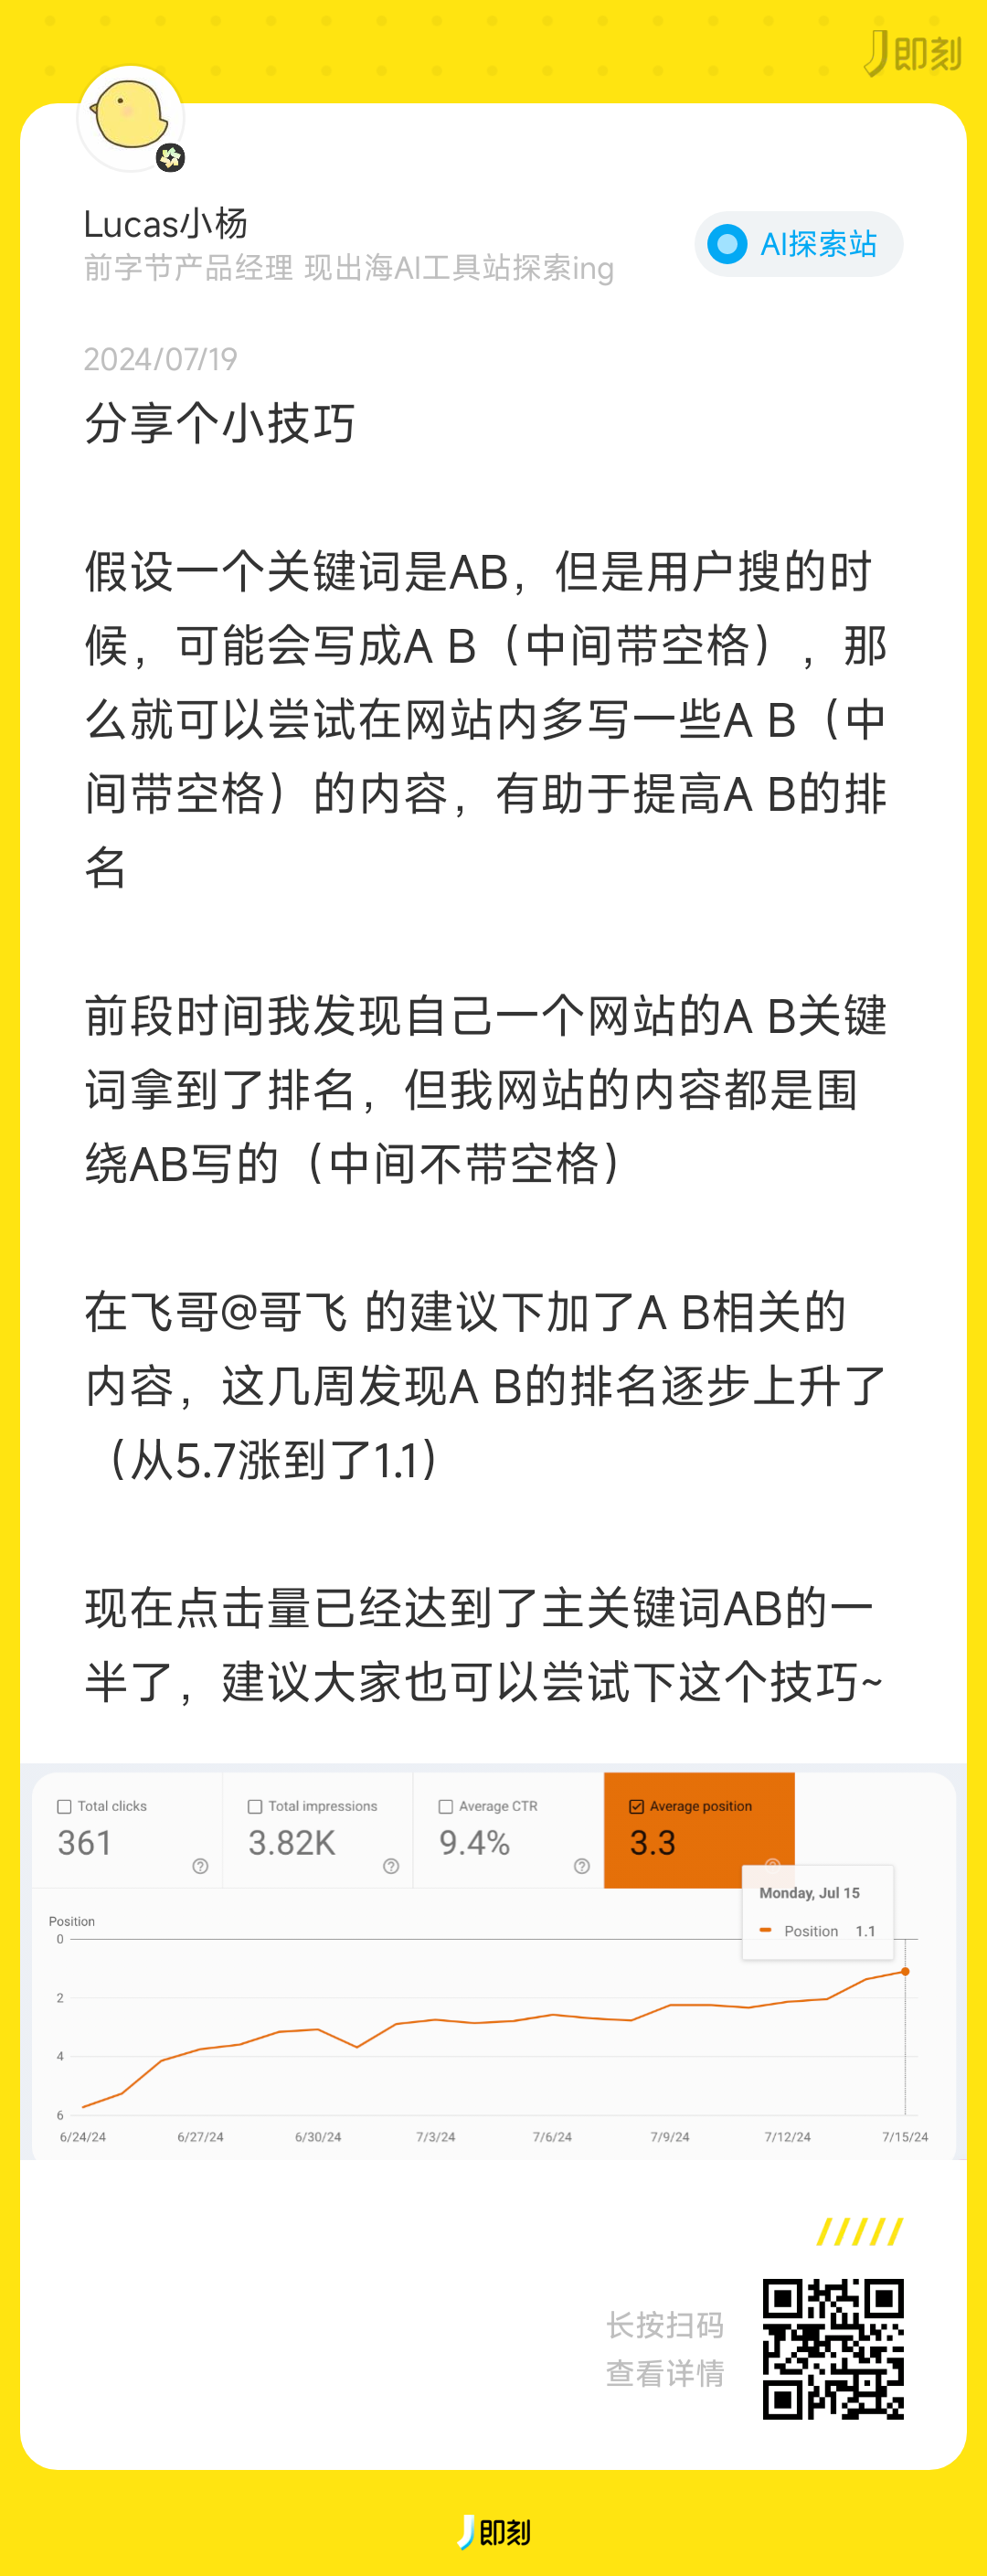 即刻
Lucas小杨
前字节产品经理 现出海AI工具站探索ing
AI探索站
2024/07/19
分享个小技巧
假设一个关键词是AB，但是用户搜的时
候，可能会写成A B（中间带空格），那
么就可以尝试在网站内多写一些A B（中
间带空格）的内容，有助于提高A B的排
名
前段时间我发现自己一个网站的A B关键
词拿到了排名，但我网站的内容都是围
绕AB写的（中间不带空格）
在飞哥@哥飞 的建议下加了A B相关的
内容，这几周发现A B的排名逐步上升了
（从5.7涨到了1.1）
现在点击量已经达到了主关键词AB的一
半了，建议大家也可以尝试下这个技巧~
Total clicks
361
Total impressions
3.82K
Average CTR
9.4%
Average position
3.3
Monday, Jul 15
Position 1.1
Position
0
2
4
6
6/24/24 6/27/24 6/30/24 7/3/24 7/6/24 7/9/24 7/12/24 7/15/24
长按扫码
查看详情
即刻